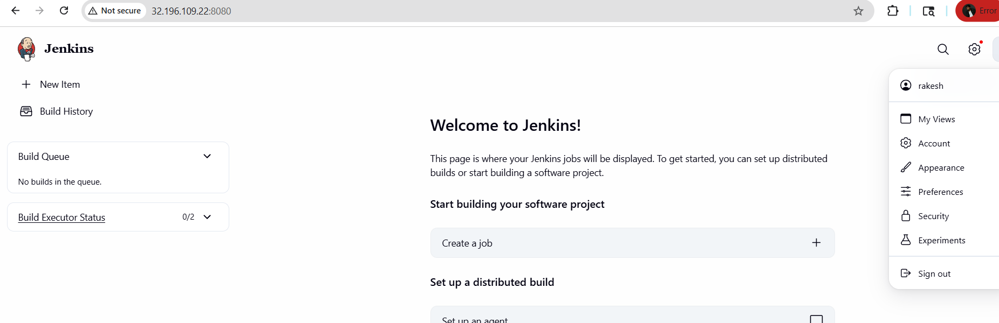 Not secure
32.196.109.22:8080
Error
Jenkins
New Item
Build History
Build Queue
No builds in the queue.
Build Executor Status
0/2
Welcome to Jenkins!
This page is where your Jenkins jobs will be displayed. To get started, you can set up distributed
builds or start building a software project.
Start building your software project
Create a job
Set up a distributed build
Set up an agent
rakesh
My Views
Account
Appearance
Preferences
Security
Experiments
Sign out